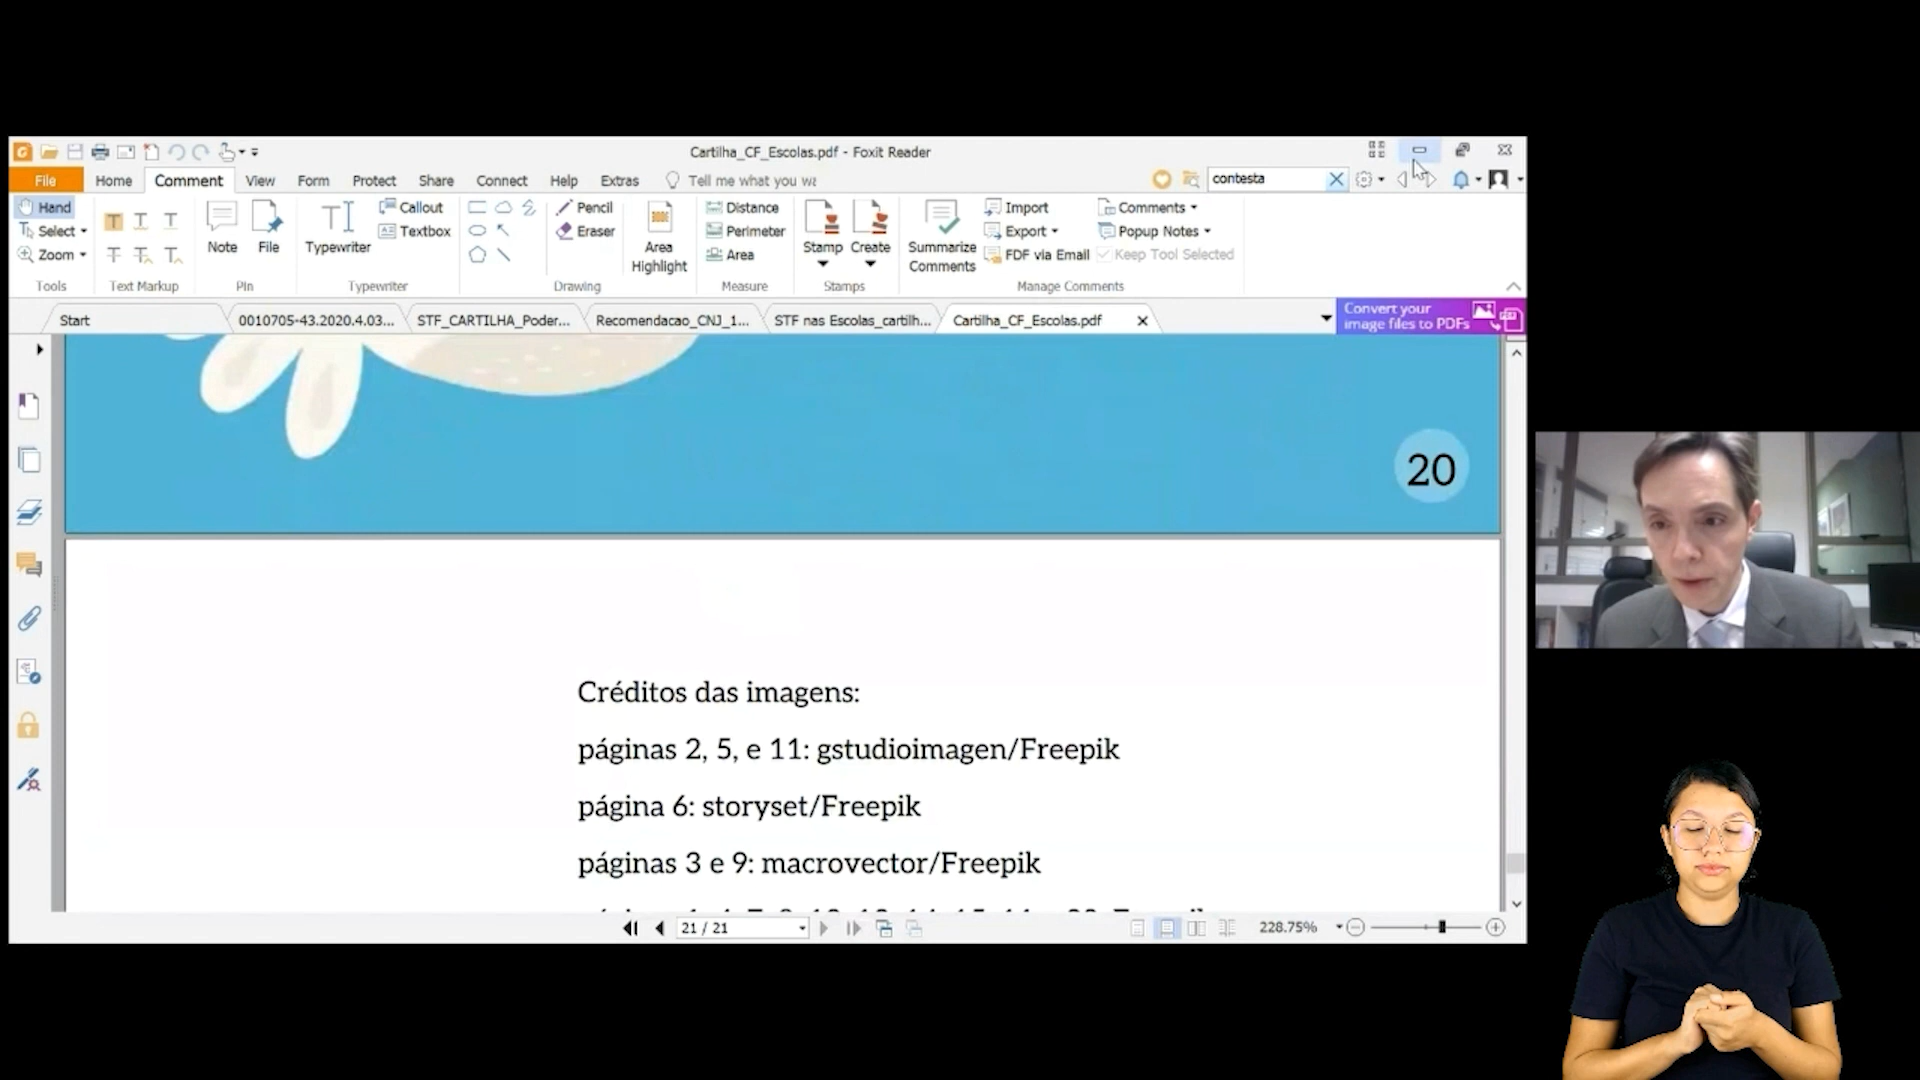 Cartilha_CF_Escolas.pdf - Foxit Reader
File Home Comment View Form Protect Share Connect Help Extras Tell me what you wa
contesta
Hand
Select
Zoom
Tools
Text Markup
Note
File
Pin
Typewriter
Callout
Textbox
Typewriter
Pencil
Eraser
Area
Highlight
Drawing
Distance
Perimeter
Area
Measure
Stamp
Create
Stamps
Summarize
Comments
Import
Export
FDF via Email
Comments
Popup Notes
Keep Tool Selected
Manage Comments
Start
0010705-43.2020.4.03...
STF_CARTILHA_Poder...
Recomendacao_CNJ_1...
STF nas Escolas_cartilh...
Cartilha_CF_Escolas.pdf
Convert your
image files to PDFs
20
Créditos das imagens:
páginas 2, 5, e 11: gstudioimagen/Freepik
página 6: storyset/Freepik
páginas 3 e 9: macrovector/Freepik
21 / 21
228.75%